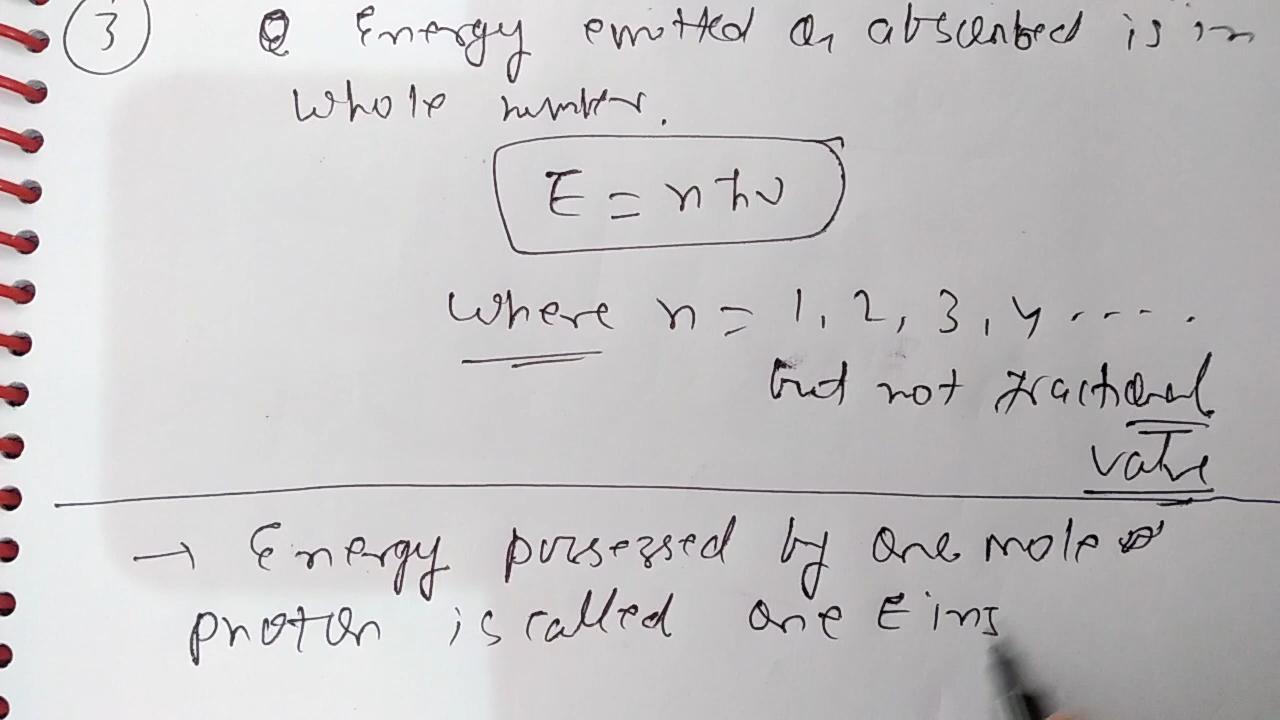 3 Energy emitted or absorbed is in
whole number.
E = nhν
where n = 1, 2, 3, 4 ....
but not fractional
value
→ Energy possessed by one mole
photon is called one Eins